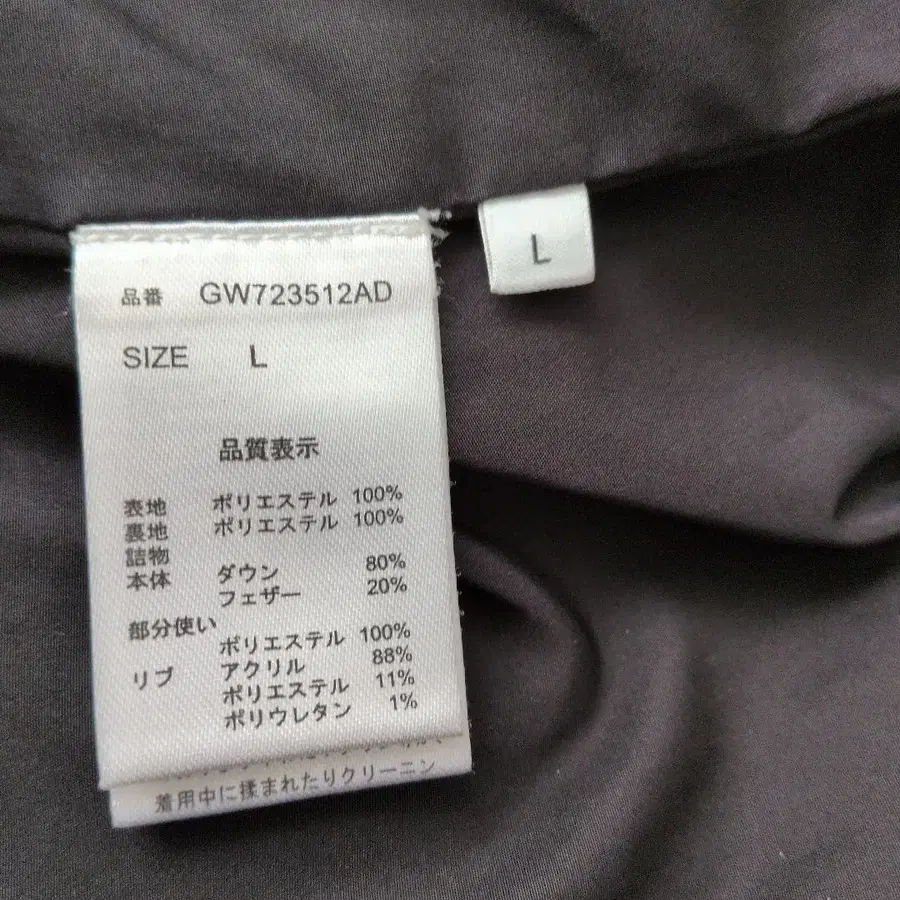 品番 GW723512AD
SIZE L
品質表示
表地 ポリエステル 100%
裏地 ポリエステル 100%
詰物
本体 ダウン 80%
フェザー 20%
部分使い
ポリエステル 100%
リブ アクリル 88%
ポリエステル 11%
ポリウレタン 1%
着用中に揉まれたりクリーニン
L